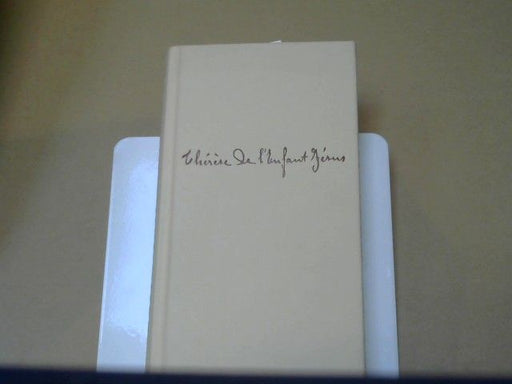 Thérèse de l'Enfant Jésus